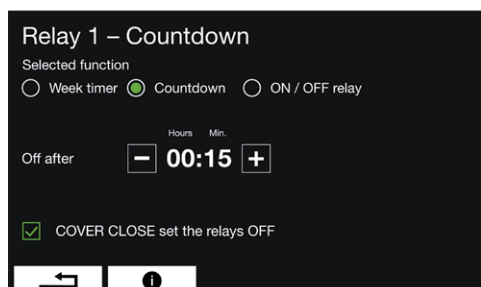 Relay 1 – Countdown
Selected function
Week timer Countdown ON / OFF relay
Hours Min.
Off after − 00:15 +
COVER CLOSE set the relays OFF